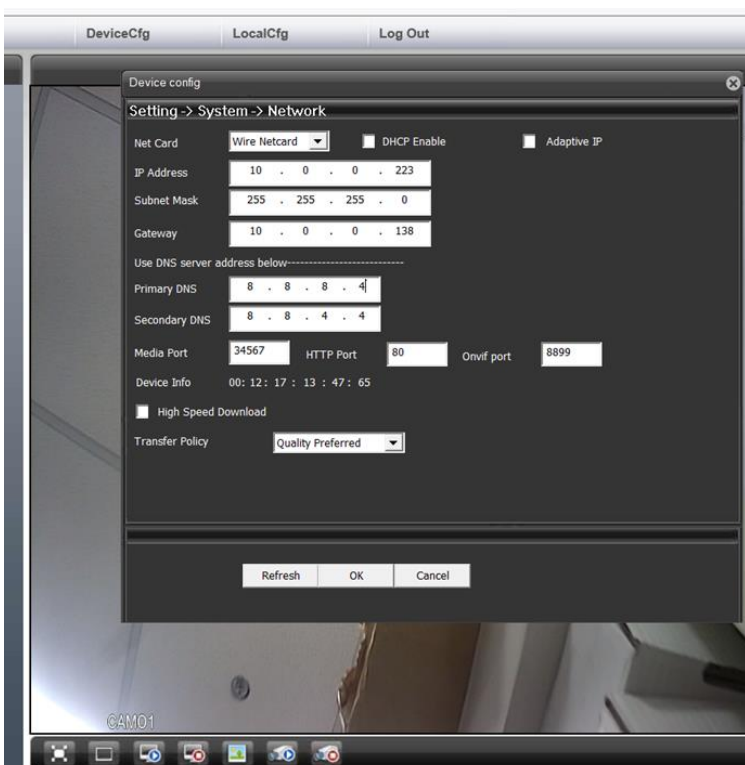 DeviceCfg LocalCfg Log Out
Device config
Setting -> System -> Network
Net Card Wire Netcard DHCP Enable Adaptive IP
IP Address 10 . 0 . 0 . 223
Subnet Mask 255 . 255 . 255 . 0
Gateway 10 . 0 . 0 . 138
Use DNS server address below---------------------------
Primary DNS 8 . 8 . 8 . 4
Secondary DNS 8 . 8 . 4 . 4
Media Port 34567 HTTP Port 80 Onvif port 8899
Device Info 00: 12: 17 : 13 : 47: 65
High Speed Download
Transfer Policy Quality Preferred
Refresh OK Cancel
CAM01